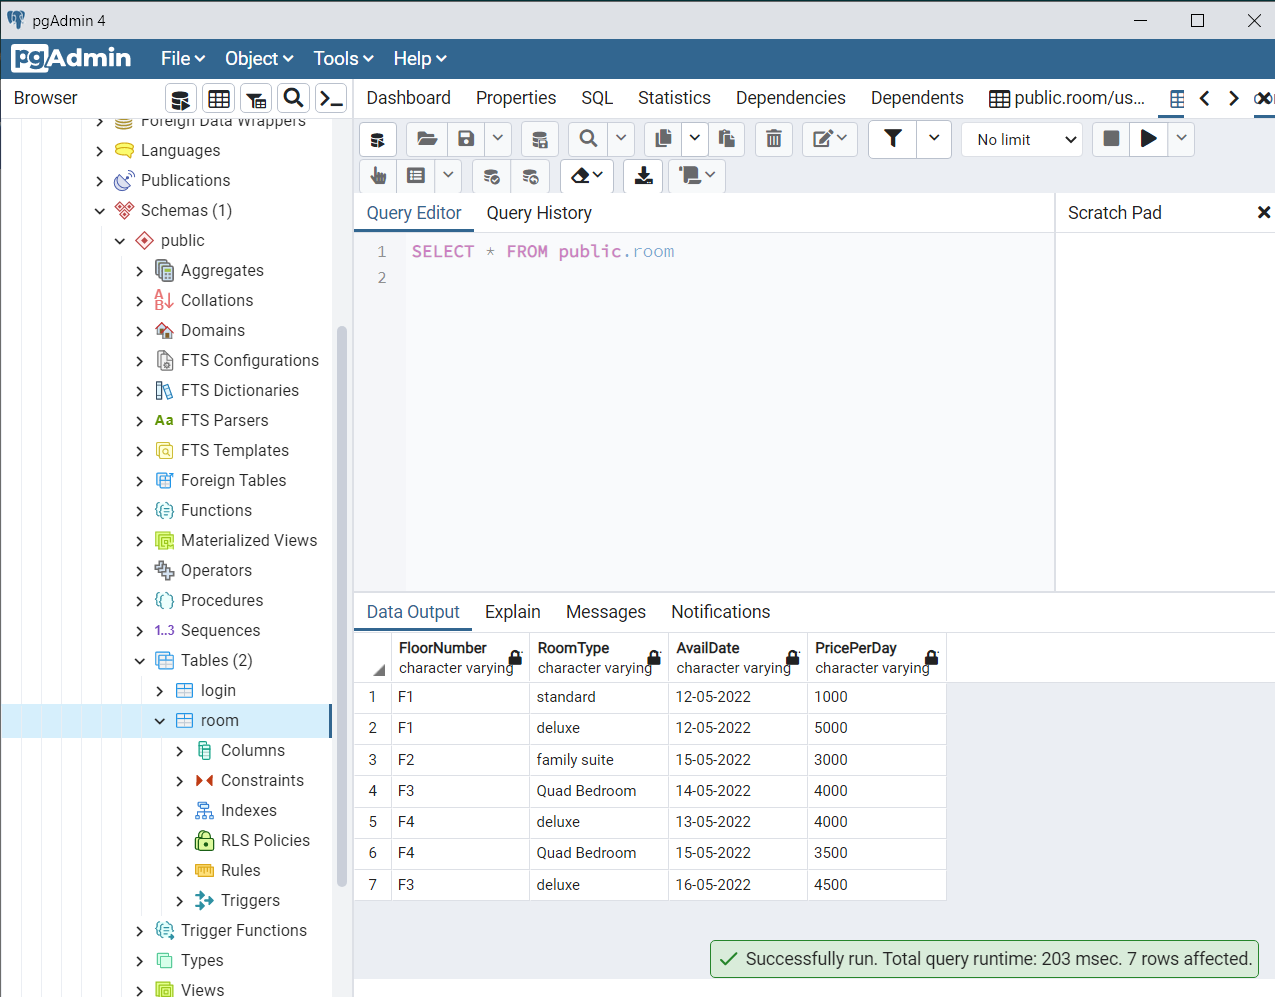 pgAdmin 4
pgAdmin File Object Tools Help
Browser
Dashboard Properties SQL Statistics Dependencies Dependents public.room/us...
No limit
Foreign Data Wrappers
Languages
Publications
Schemas (1)
public
Aggregates
Collations
Domains
FTS Configurations
FTS Dictionaries
Aa FTS Parsers
FTS Templates
Foreign Tables
Functions
Materialized Views
Operators
Procedures
1..3 Sequences
Tables (2)
login
room
Columns
Constraints
Indexes
RLS Policies
Rules
Triggers
Trigger Functions
Types
Views
Query Editor Query History
Scratch Pad
1 SELECT * FROM public.room
2
Data Output Explain Messages Notifications
FloorNumber RoomType AvailDate PricePerDay
character varying character varying character varying character varying
1 F1 standard 12-05-2022 1000
2 F1 deluxe 12-05-2022 5000
3 F2 family suite 15-05-2022 3000
4 F3 Quad Bedroom 14-05-2022 4000
5 F4 deluxe 13-05-2022 4000
6 F4 Quad Bedroom 15-05-2022 3500
7 F3 deluxe 16-05-2022 4500
Successfully run. Total query runtime: 203 msec. 7 rows affected.